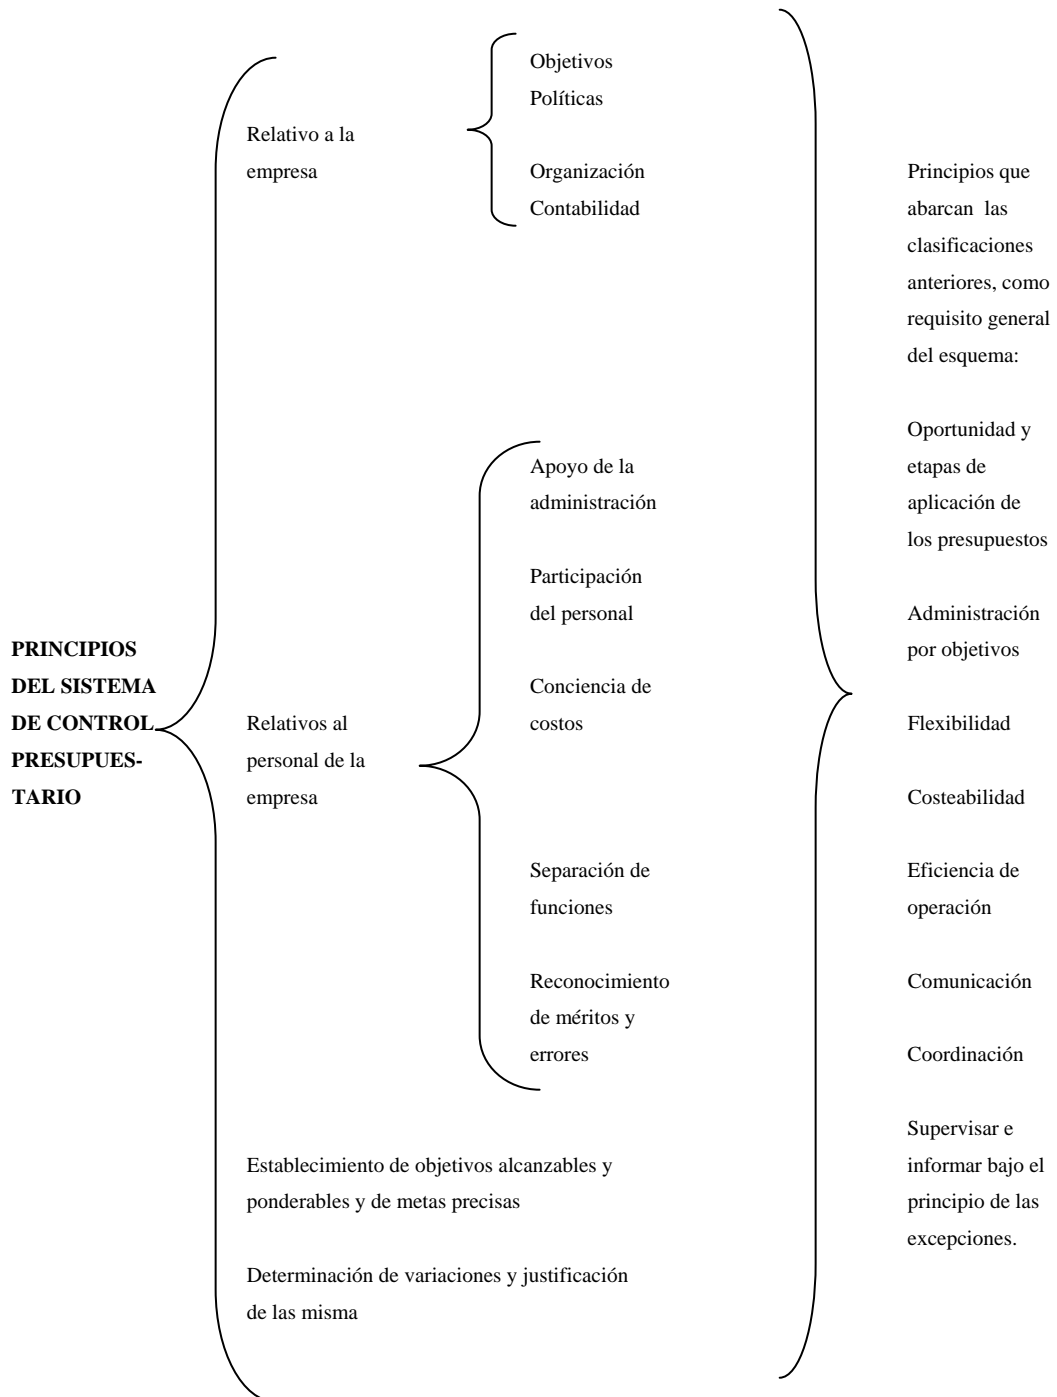 PRINCIPIOS
DEL SISTEMA
DE CONTROL
PRESUPUES-
TARIO
Relativo a la
empresa
Objetivos
Políticas
Organización
Contabilidad
Relativos al
personal de la
empresa
Apoyo de la
administración
Participación
del personal
Conciencia de
costos
Separación de
funciones
Reconocimiento
de méritos y
errores
Establecimiento de objetivos alcanzables y
ponderables y de metas precisas
Determinación de variaciones y justificación
de las misma
Principios que
abarcan las
clasificaciones
anteriores, como
requisito general
del esquema:
Oportunidad y
etapas de
aplicación de
los presupuestos
Administración
por objetivos
Flexibilidad
Costeabilidad
Eficiencia de
operación
Comunicación
Coordinación
Supervisar e
informar bajo el
principio de las
excepciones.